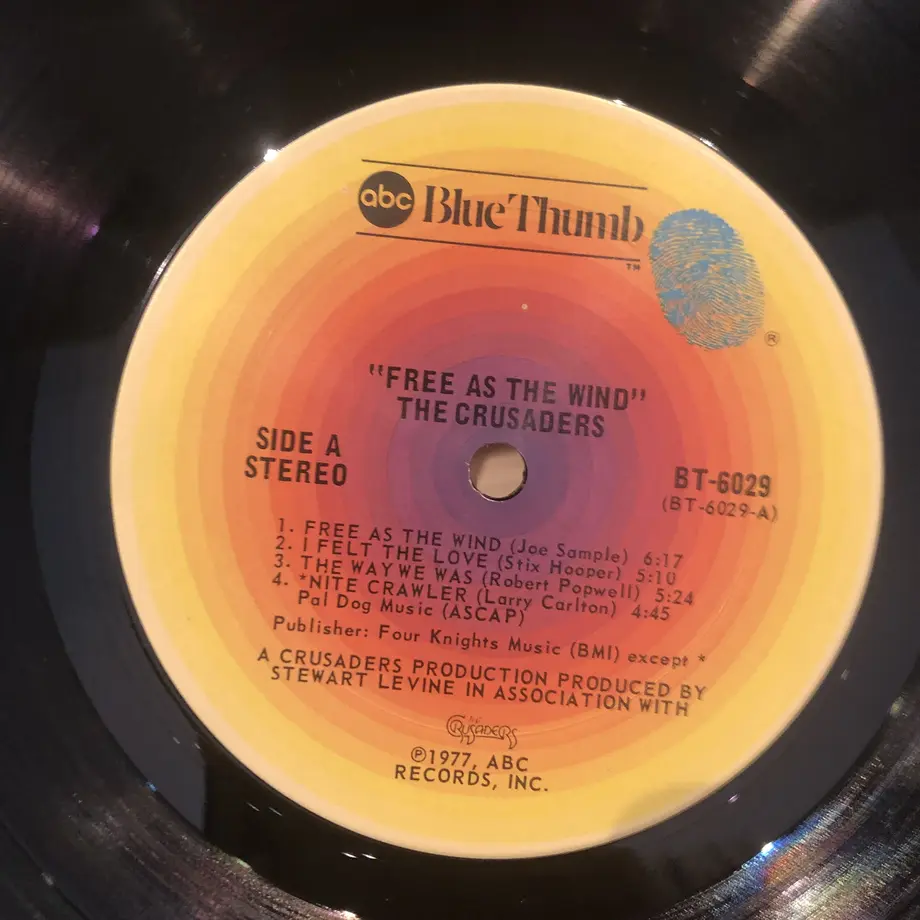 abc Blue Thumb
TM
®
"FREE AS THE WIND"
THE CRUSADERS
SIDE A
STEREO
BT-6029
(BT-6029-A)
1. FREE AS THE WIND (Joe Sample) 6:17
2. I FELT THE LOVE (Stix Hooper) 5:10
3. THE WAY WE WAS (Robert Popwell) 5:24
4. *NITE CRAWLER (Larry Carlton) 4:45
Pal Dog Music (ASCAP)
Publisher: Four Knights Music (BMI) except *
A CRUSADERS PRODUCTION PRODUCED BY
STEWART LEVINE IN ASSOCIATION WITH
THE
CRUSADERS
℗1977, ABC
RECORDS, INC.